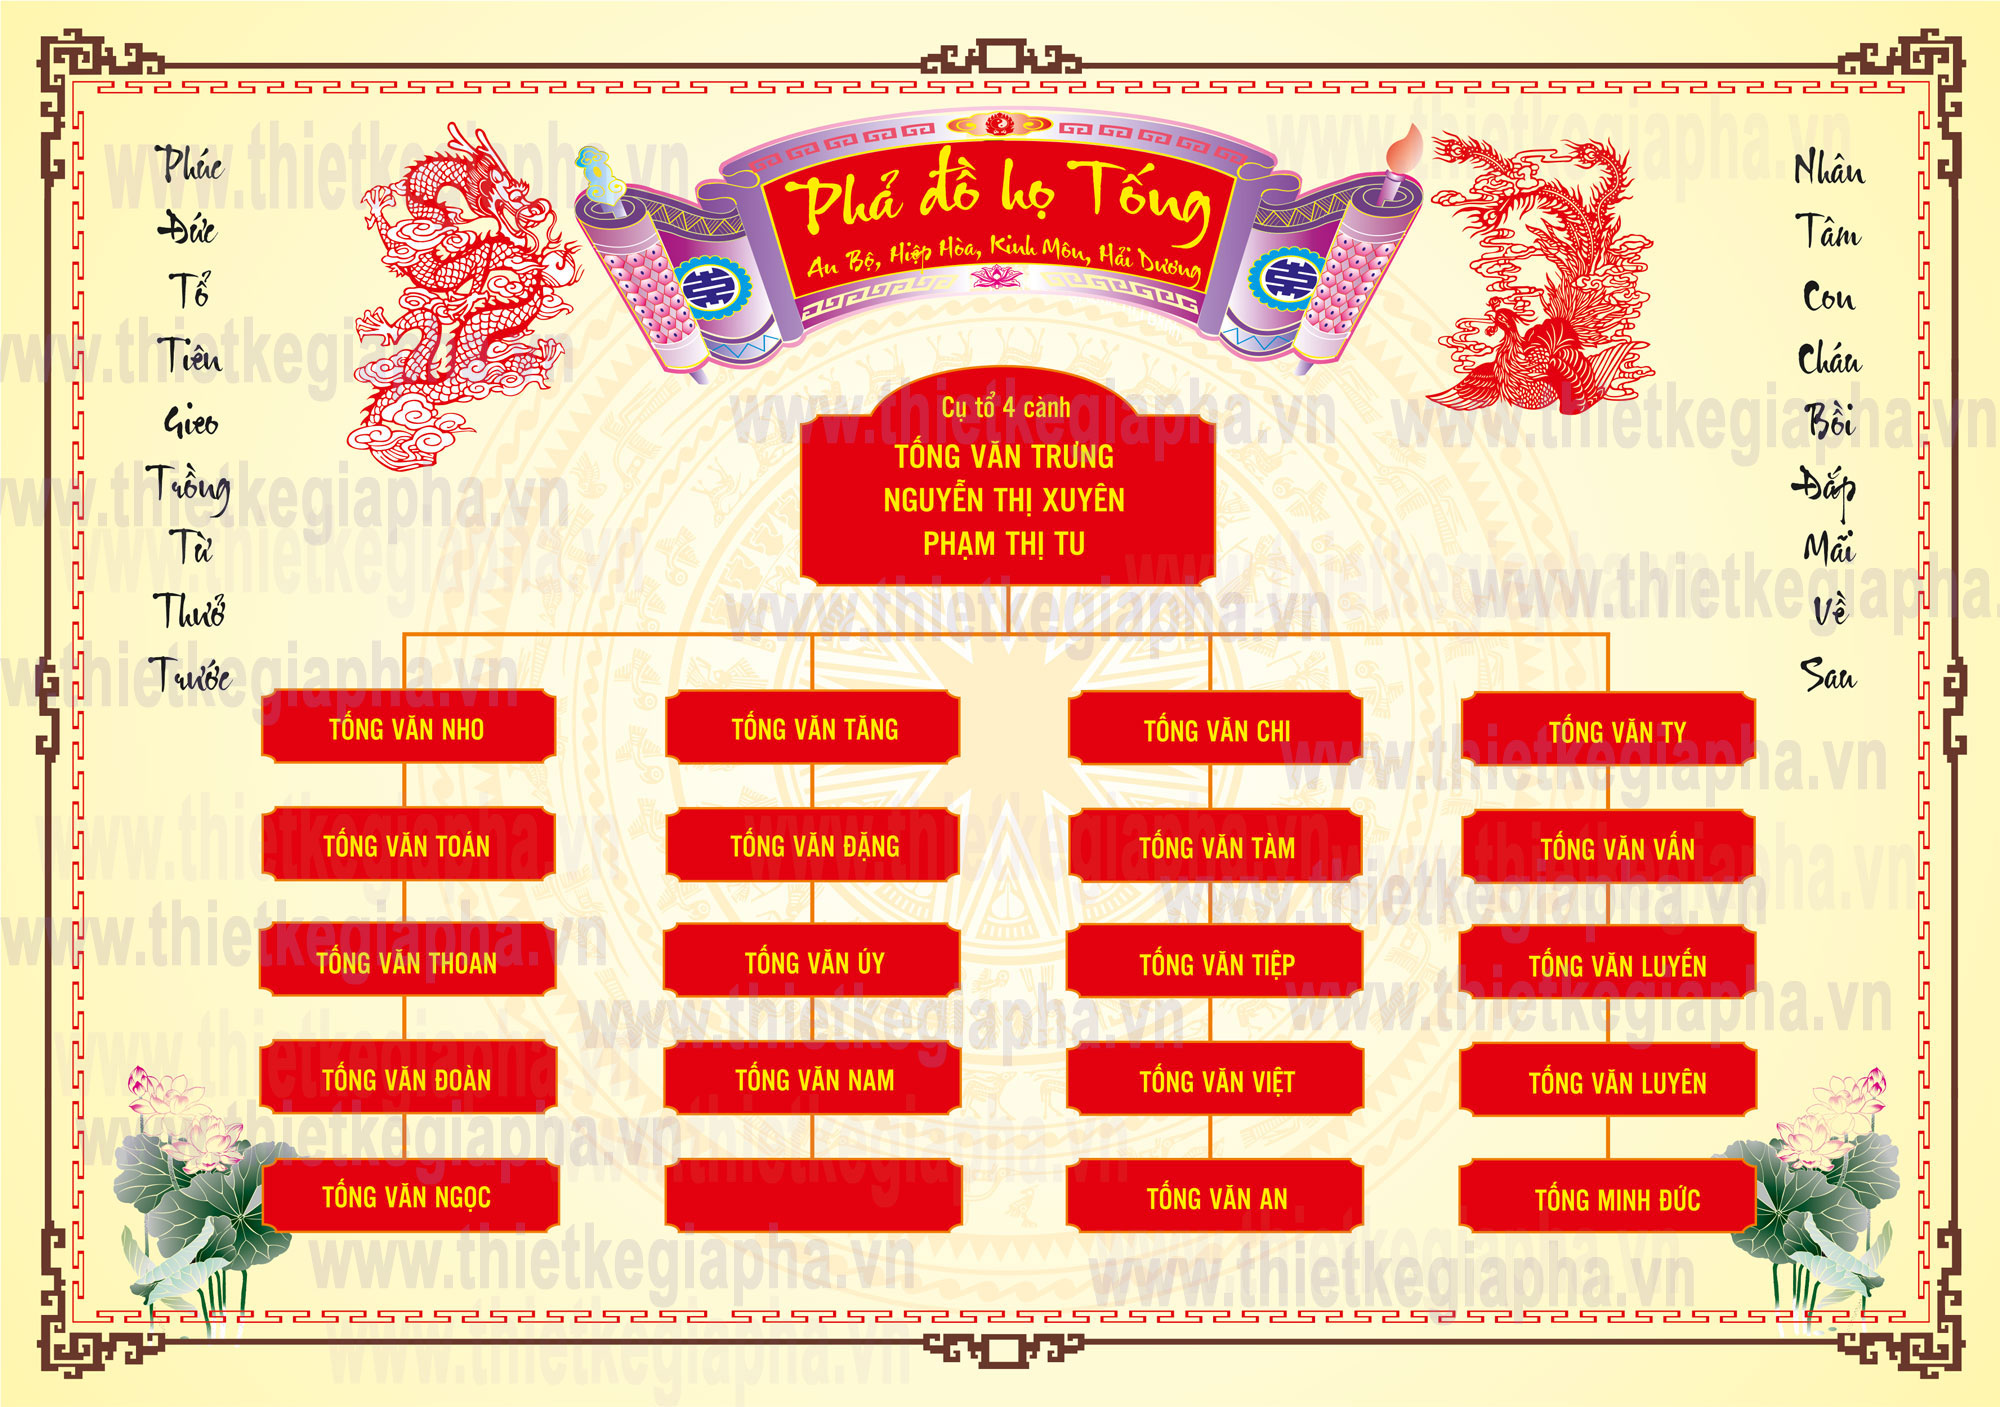 Phả đồ họ Tống
An Bộ, Hiệp Hòa, Kinh Môn, Hải Dương
Phúc
Đức
Tổ
Tiên
Gieo
Trồng
Từ
Thưở
Trước
Nhân
Tâm
Con
Cháu
Bồi
Đắp
Mãi
Về
Sau
Cụ tổ 4 cành
TỐNG VĂN TRƯNG
NGUYỄN THỊ XUYÊN
PHẠM THỊ TU
TỐNG VĂN NHO
TỐNG VĂN TĂNG
TỐNG VĂN CHI
TỐNG VĂN TY
TỐNG VĂN TOÁN
TỐNG VĂN ĐẶNG
TỐNG VĂN TÀM
TỐNG VĂN VẤN
TỐNG VĂN THOAN
TỐNG VĂN ÚY
TỐNG VĂN TIỆP
TỐNG VĂN LUYẾN
TỐNG VĂN ĐOÀN
TỐNG VĂN NAM
TỐNG VĂN VIỆT
TỐNG VĂN LUYÊN
TỐNG VĂN NGỌC
TỐNG VĂN AN
TỐNG MINH ĐỨC
www.thietkegiapha.vn